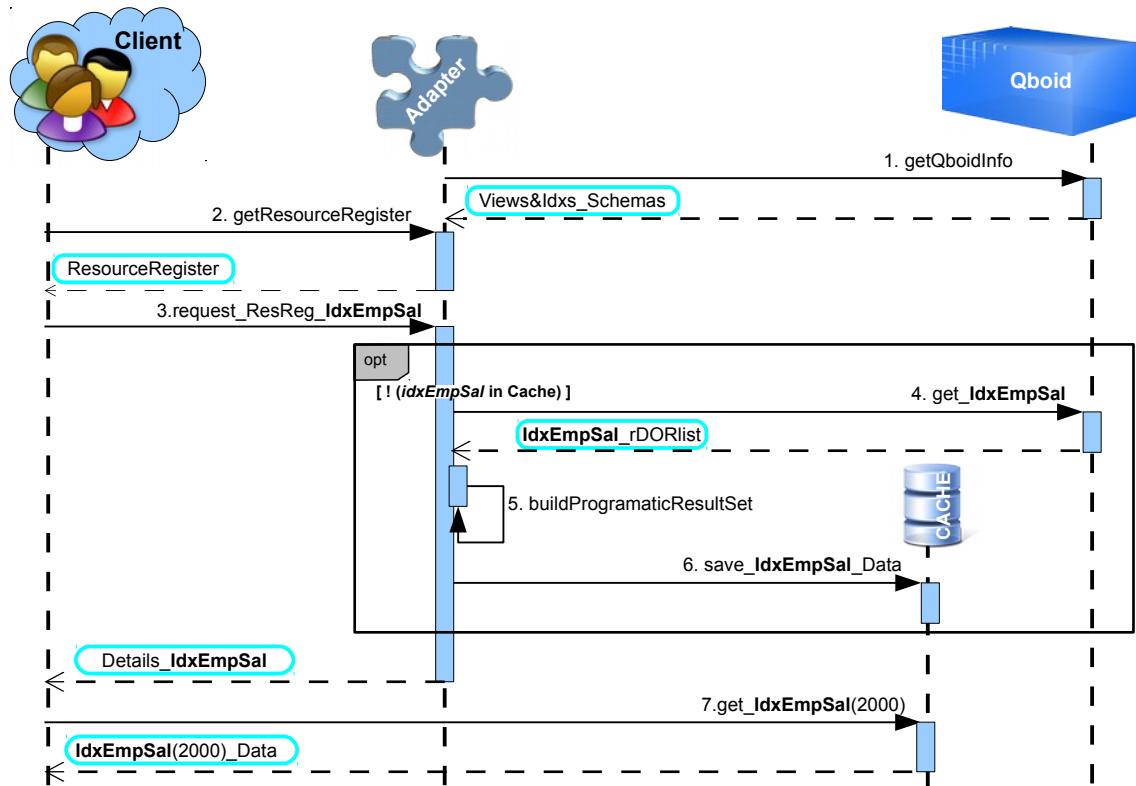 Client
Adapter
Qboid
1. getQboidInfo
Views&Idxs_Schemas
2. getResourceRegister
ResourceRegister
3.request_ResReg_IdxEmpSal
opt
[ ! (idxEmpSal in Cache) ]
4. get_IdxEmpSal
IdxEmpSal_rDORlist
5. buildProgramaticResultSet
CACHE
6. save_IdxEmpSal_Data
Details_IdxEmpSal
7.get_IdxEmpSal(2000)
IdxEmpSal(2000)_Data